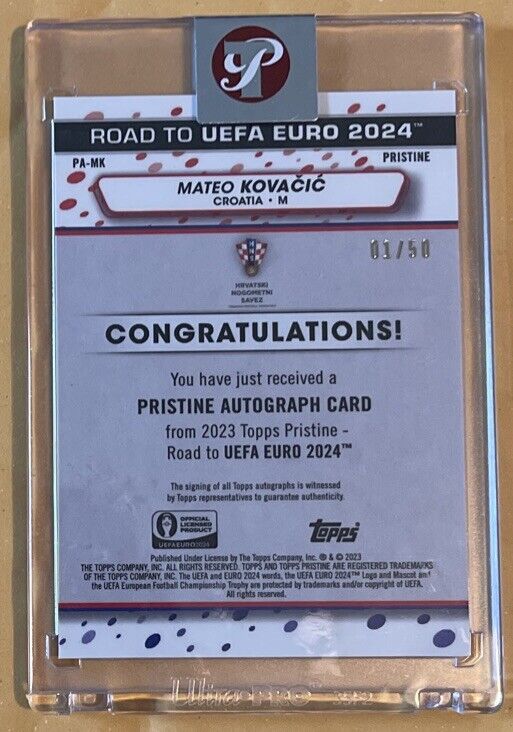 P
ROAD TO UEFA EURO 2024™
PA-MK
PRISTINE
MATEO KOVAČIĆ
CROATIA • M
01/50
HRVATSKI
NOGOMETNI
SAVEZ
CONGRATULATIONS!
You have just received a
PRISTINE AUTOGRAPH CARD
from 2023 Topps Pristine -
Road to UEFA EURO 2024™
The signing of all Topps autographs is witnessed
by Topps representatives to guarantee authenticity.
OFFICIAL
LICENSED
PRODUCT
UEFA EURO2024
Topps®
Published Under License by The Topps Company, Inc. ® & © 2023
THE TOPPS COMPANY, INC. ALL RIGHTS RESERVED. TOPPS AND TOPPS PRISTINE ARE REGISTERED TRADEMARKS
OF THE TOPPS COMPANY, INC. The UEFA and EURO 2024 words, the UEFA EURO 2024™ Logo and Mascot and
the UEFA European Football Championship Trophy are protected by trademarks and/or copyright of UEFA.
All rights reserved.
Ultra PRO